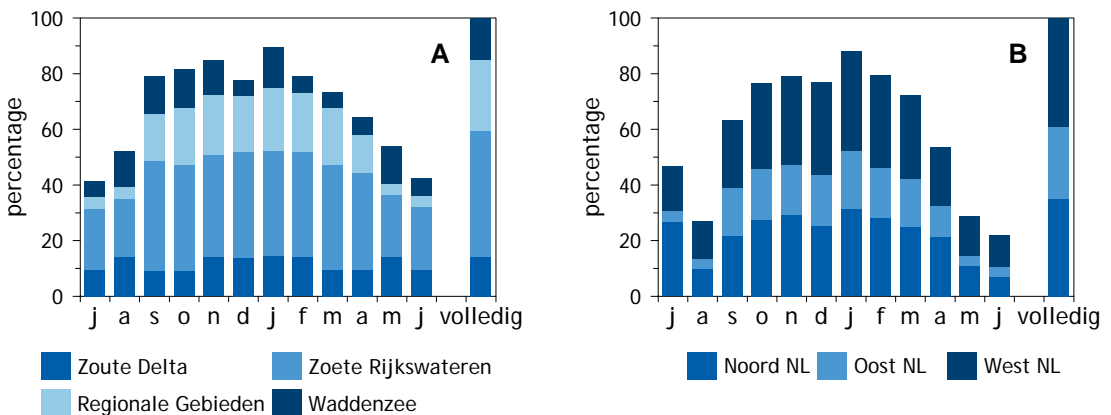 100
80
60
40
20
0
percentage
A
j a s o n d j f m a m j volledig
Zoute Delta
Zoete Rijkswateren
Regionale Gebieden
Waddenzee
100
80
60
40
20
0
percentage
B
j a s o n d j f m a m j volledig
Noord NL
Oost NL
West NL